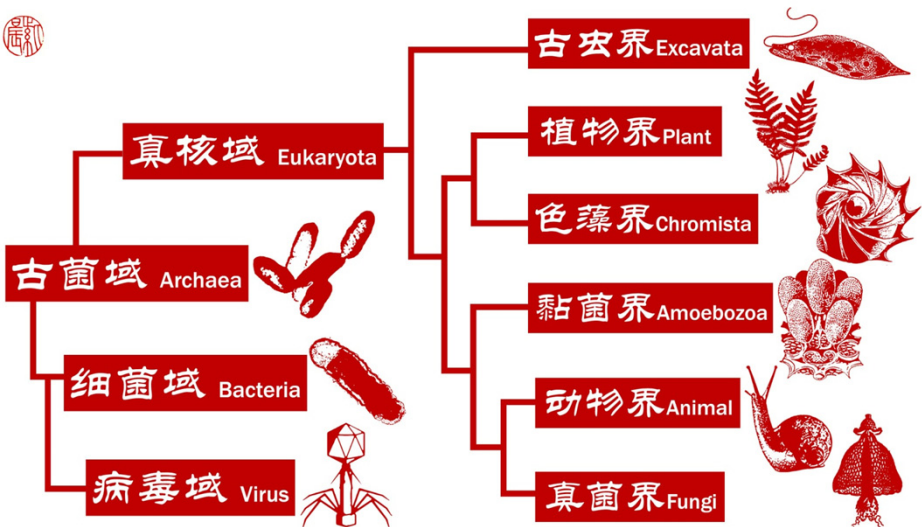 晨红
古虫界Excavata
植物界Plant
真核域 Eukaryota
色藻界Chromista
古菌域 Archaea
黏菌界Amoebozoa
细菌域 Bacteria
动物界Animal
病毒域 Virus
真菌界Fungi